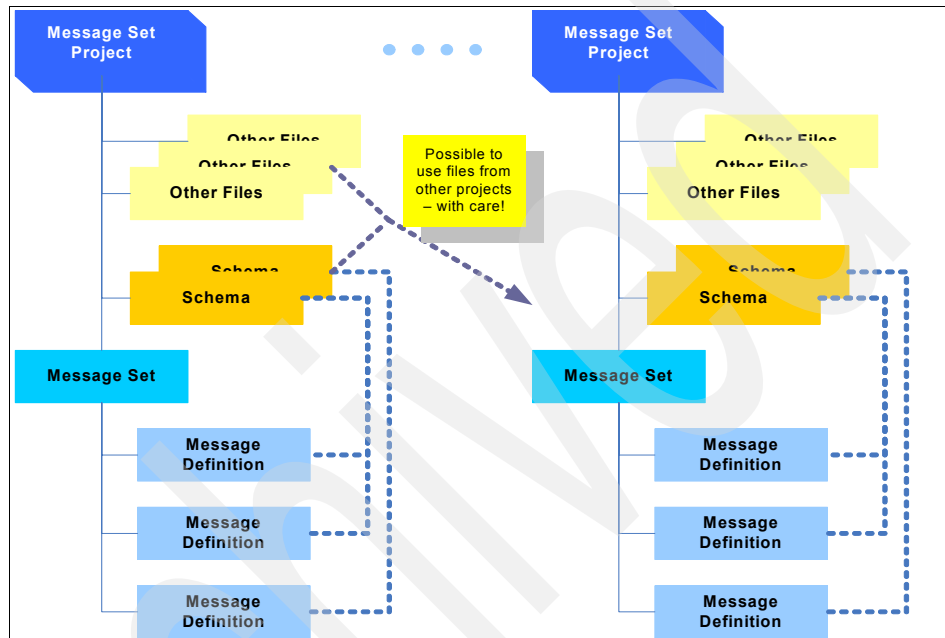 Message Set
Project
Other Files
Other Files
Other Files
Schema
Schema
Message Set
Message
Definition
Message
Definition
Message
Definition
Possible to
use files from
other projects
– with care!
Message Set
Project
Other Files
Other Files
Other Files
Schema
Schema
Message Set
Message
Definition
Message
Definition
Message
Definition